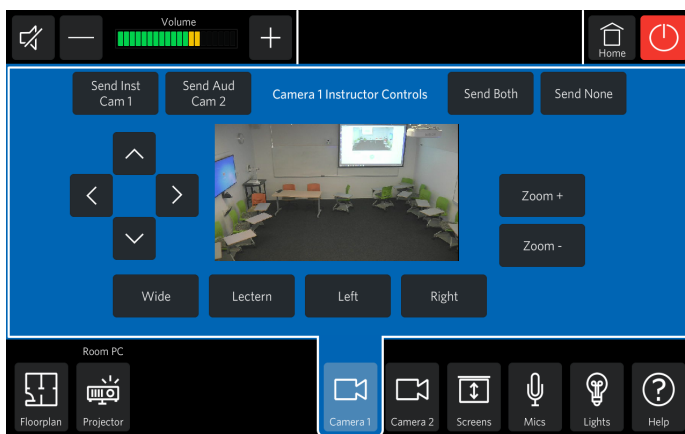 Volume
Home
Send Inst
Cam 1
Send Aud
Cam 2
Camera 1 Instructor Controls
Send Both
Send None
Zoom +
Zoom -
Wide
Lectern
Left
Right
Room PC
Floorplan
Projector
Camera 1
Camera 2
Screens
Mics
Lights
Help